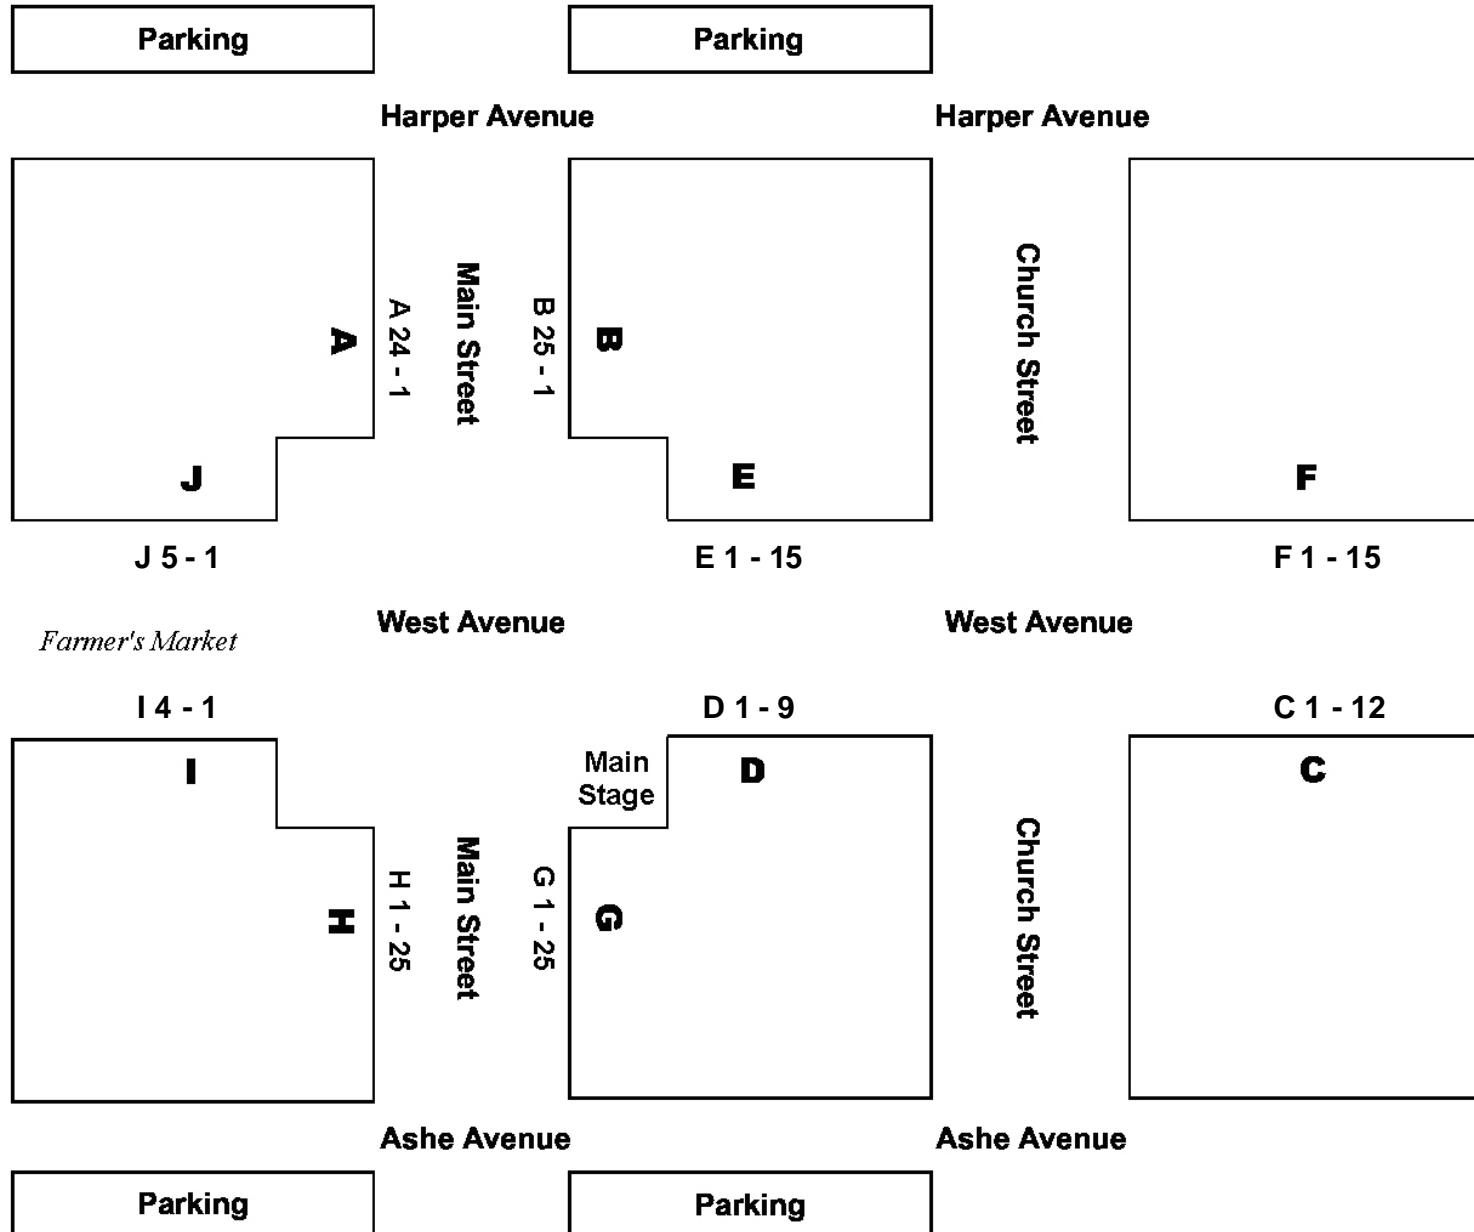 Parking
Parking
Harper Avenue
Harper Avenue
A
A 24 - 1
Main Street
B 25 - 1
B
Church Street
J
E
F
J 5 - 1
E 1 - 15
F 1 - 15
West Avenue
West Avenue
Farmer's Market
I 4 - 1
D 1 - 9
C 1 - 12
I
Main
Stage
D
C
H
H 1 - 25
Main Street
G 1 - 25
G
Church Street
Ashe Avenue
Ashe Avenue
Parking
Parking